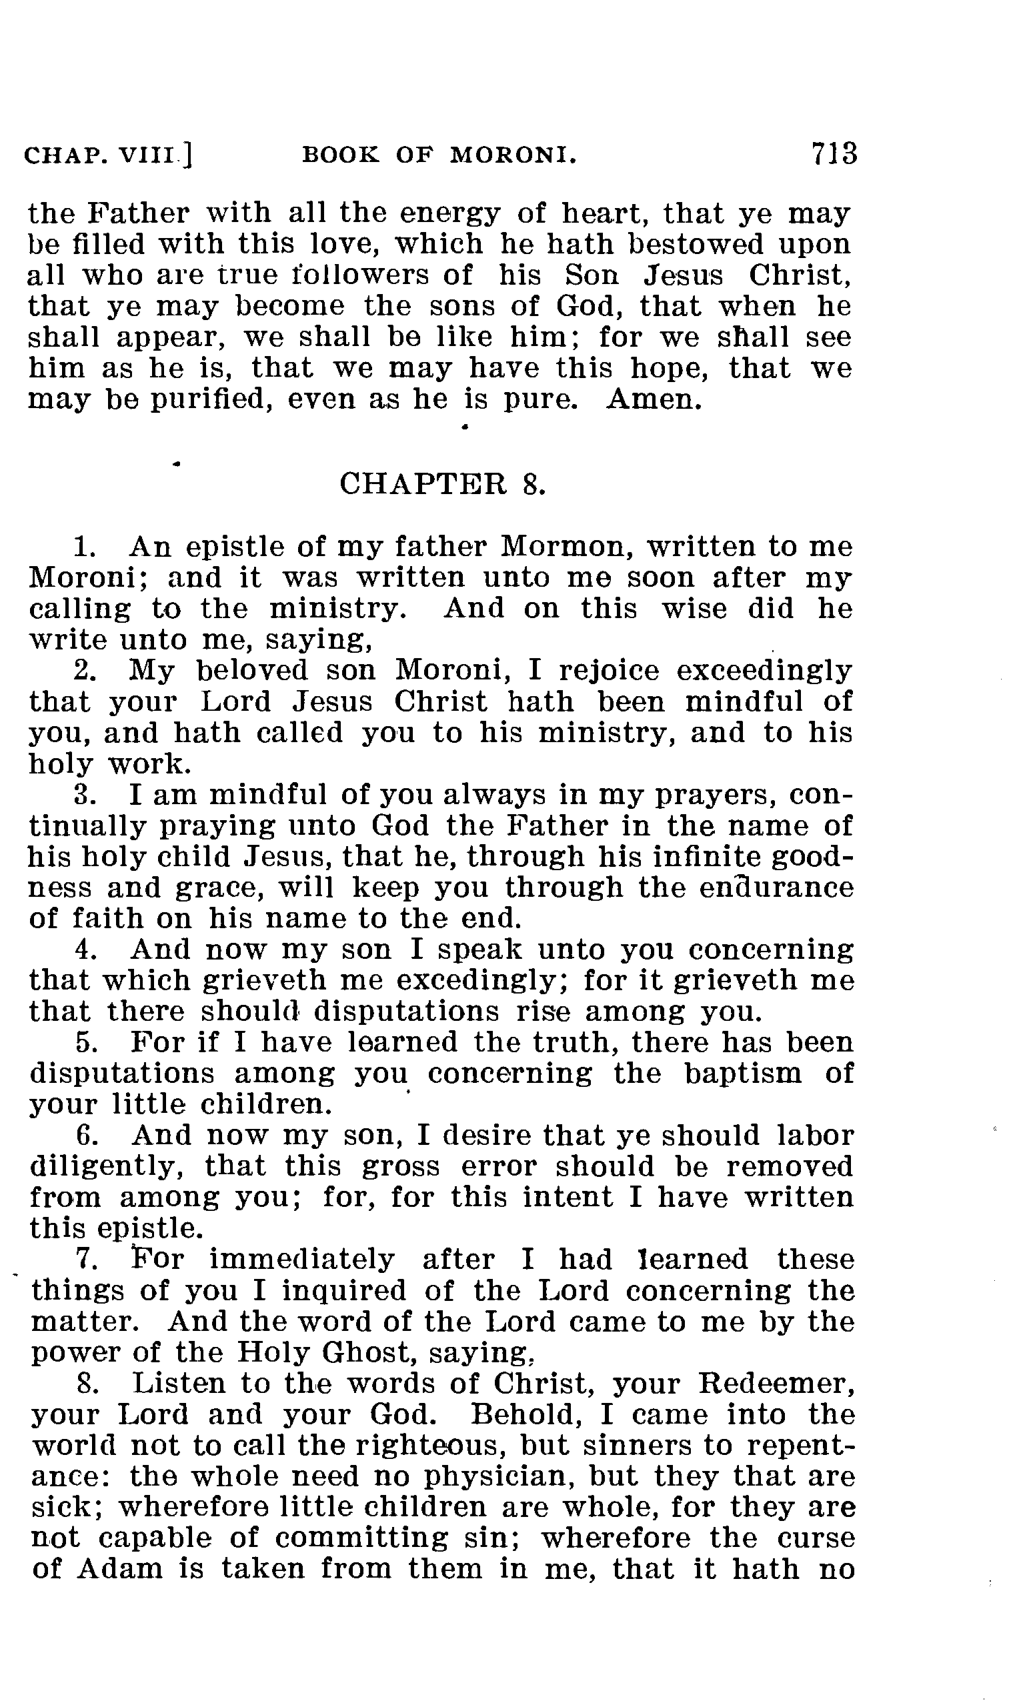 CHAP. VIII.] BOOK OF MORONI. 713
the Father with all the energy of heart, that ye may
be filled with this love, which he hath bestowed upon
all who are true followers of his Son Jesus Christ,
that ye may become the sons of God, that when he
shall appear, we shall be like him; for we shall see
him as he is, that we may have this hope, that we
may be purified, even as he is pure. Amen.
CHAPTER 8.
1. An epistle of my father Mormon, written to me
Moroni; and it was written unto me soon after my
calling to the ministry. And on this wise did he
write unto me, saying,
2. My beloved son Moroni, I rejoice exceedingly
that your Lord Jesus Christ hath been mindful of
you, and hath called you to his ministry, and to his
holy work.
3. I am mindful of you always in my prayers, con-
tinually praying unto God the Father in the name of
his holy child Jesus, that he, through his infinite good-
ness and grace, will keep you through the endurance
of faith on his name to the end.
4. And now my son I speak unto you concerning
that which grieveth me excedingly; for it grieveth me
that there should disputations rise among you.
5. For if I have learned the truth, there has been
disputations among you concerning the baptism of
your little children.
6. And now my son, I desire that ye should labor
diligently, that this gross error should be removed
from among you; for, for this intent I have written
this epistle.
7. For immediately after I had learned these
things of you I inquired of the Lord concerning the
matter. And the word of the Lord came to me by the
power of the Holy Ghost, saying,
8. Listen to the words of Christ, your Redeemer,
your Lord and your God. Behold, I came into the
world not to call the righteous, but sinners to repent-
ance: the whole need no physician, but they that are
sick; wherefore little children are whole, for they are
not capable of committing sin; wherefore the curse
of Adam is taken from them in me, that it hath no